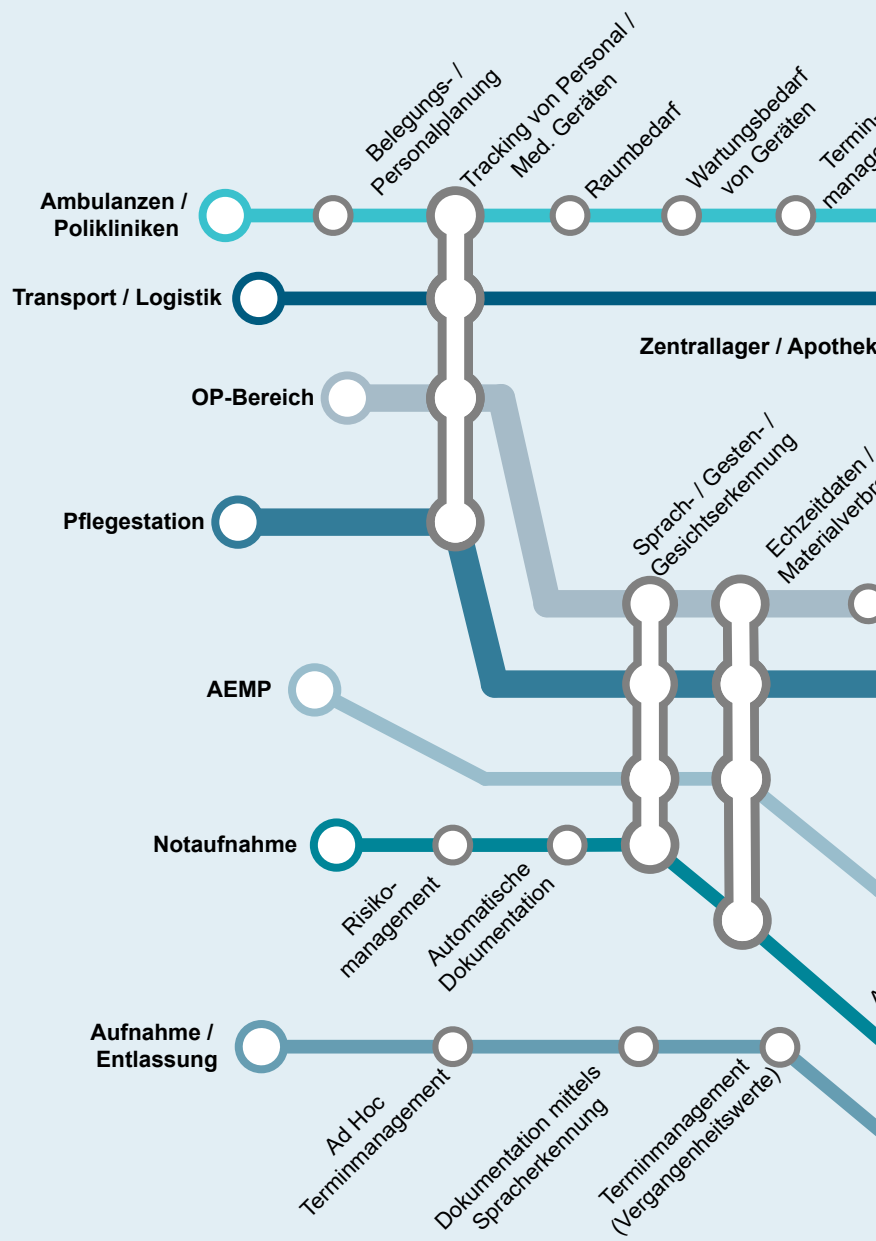 Belegungs- /
Personalplanung
Tracking von Personal /
Med. Geräten
Raumbedarf
Wartungsbedarf
von Geräten
Termin-
Ambulanzen /
Polikliniken
Transport / Logistik
Zentrallager /
OP-Bereich
Sprach- / Gesten- /
Gesichtserkennung
Echzeitdaten /
Pflegestation
AEMP
Notaufnahme
Risiko-
management
Automatische
Dokumentation
Aufnahme /
Entlassung
Ad Hoc
Terminmanagement
Dokumentation mittels
Spracherkennung
Terminmanagement
(Vergangenheitswerte)